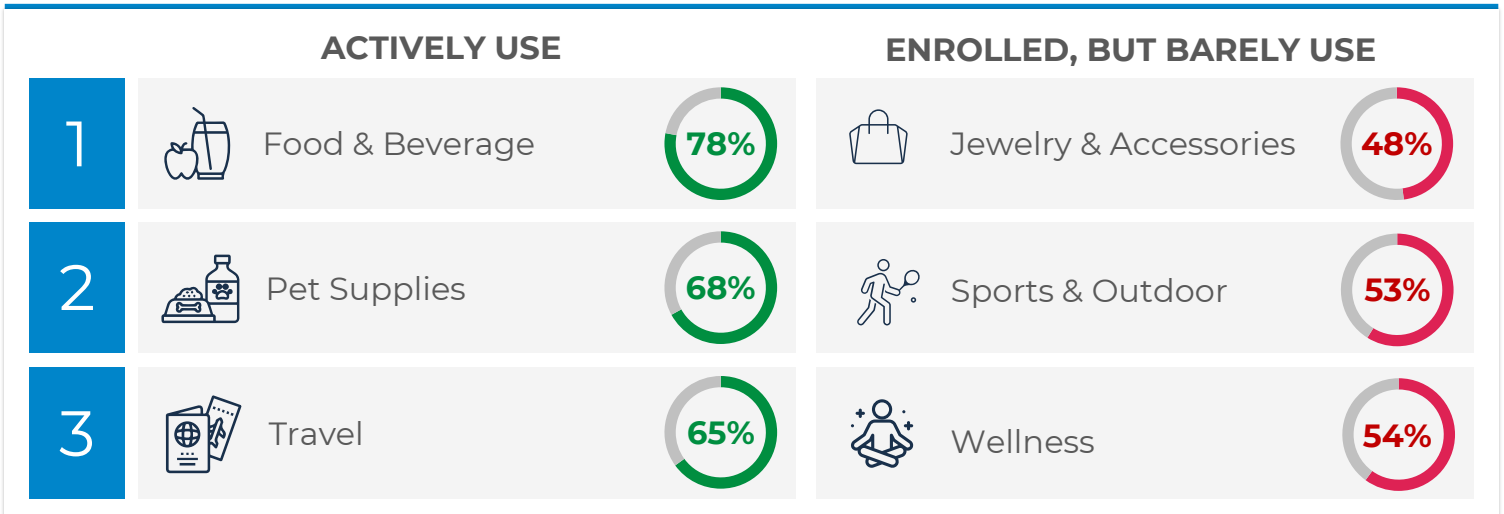 ACTIVELY USE
ENROLLED, BUT BARELY USE
1
Food & Beverage
78%
Jewelry & Accessories
48%
2
Pet Supplies
68%
Sports & Outdoor
53%
3
Travel
65%
Wellness
54%